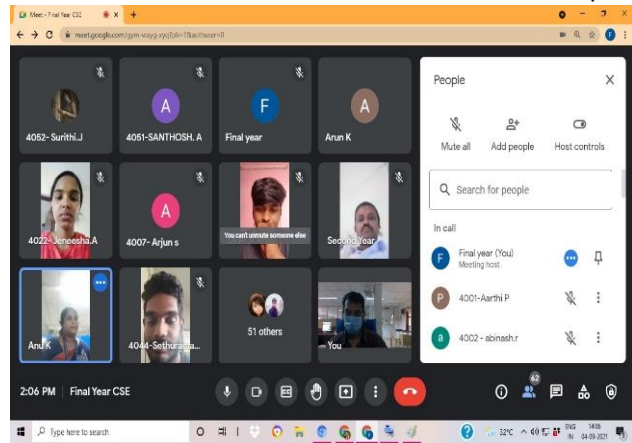 Meet - Final Year CSE
meet.google.com/gym-wayg-xyq?pli=1&authuser=0
4052- Surithi.J
A
4051-SANTHOSH. A
F
Final year
A
Arun K
4022- Jeneesha.A
A
4007- Arjun s
You can't unmute someone else
Second Year
Anu K
4044-Sethurama...
51 others
You
People
Mute all
Add people
Host controls
Search for people
In call
F
Final year (You)
Meeting host
P
4001-Aarthi P
a
4002 - abinash.r
2:06 PM | Final Year CSE
62
Type here to search
32°C
ENG
IN
14:06
04-09-2021